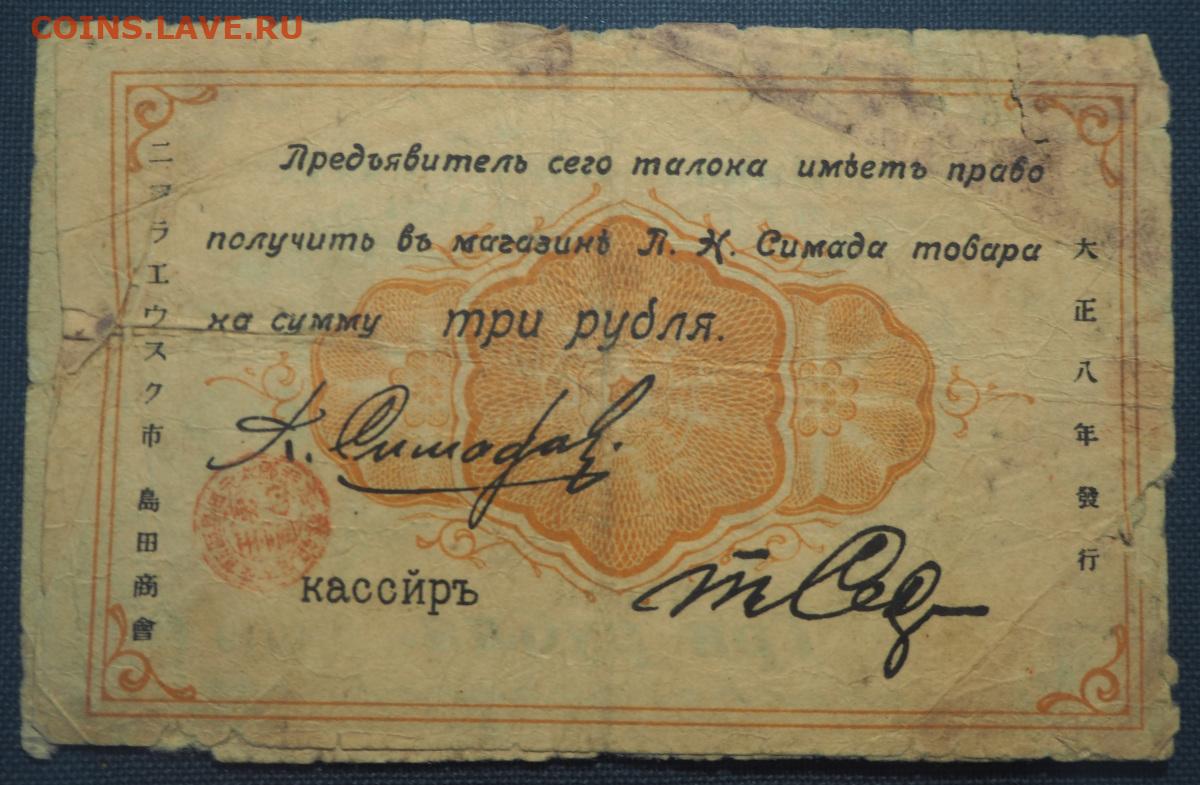 COINS.LAVE.RU
Предъявитель сего талона имѣетъ право
получить въ магазинѣ П. Н. Симада товара
на сумму три рубля.
кассйръ
大正八年發行
ニコラエウスク市 島田商會